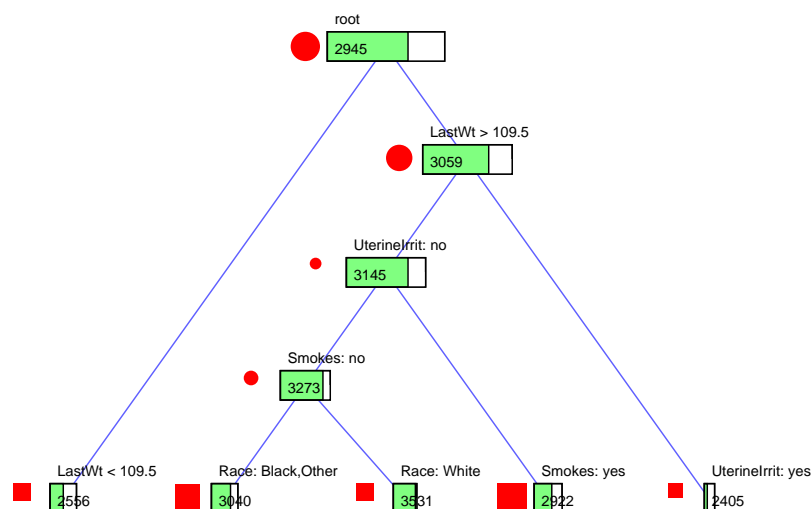 root
2945
LastWt > 109.5
3059
UterineIrrit: no
3145
Smokes: no
3273
LastWt < 109.5
Race: Black,Other
Race: White
Smokes: yes
UterineIrrit: yes
2556
3040
3531
2922
2405